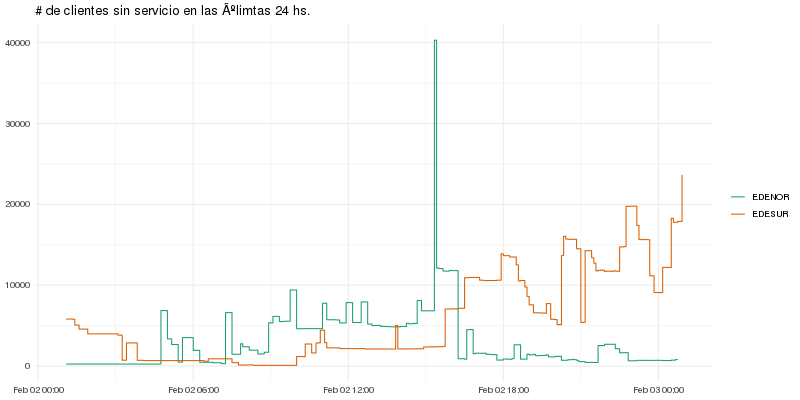 # de clientes sin servicio en las Ãºlimtas 24 hs.
40000
30000
20000
10000
0
EDENOR
EDESUR
Feb 02 00:00
Feb 02 06:00
Feb 02 12:00
Feb 02 18:00
Feb 03 00:00